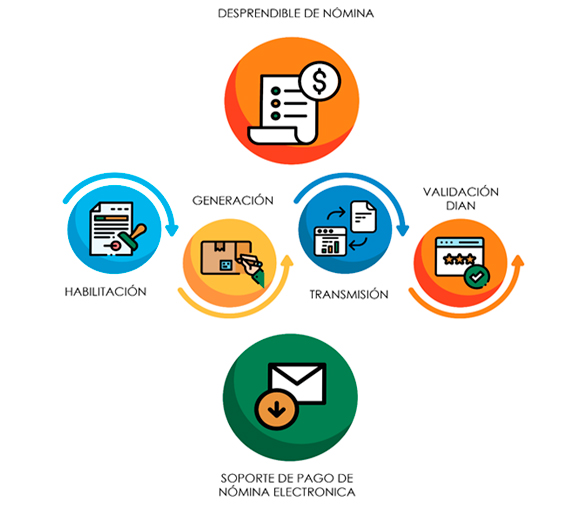 DESPRENDIBLE DE NÓMINA
$
GENERACIÓN
VALIDACIÓN
DIAN
HABILITACIÓN
TRANSMISIÓN
SOPORTE DE PAGO DE
NÓMINA ELECTRONICA